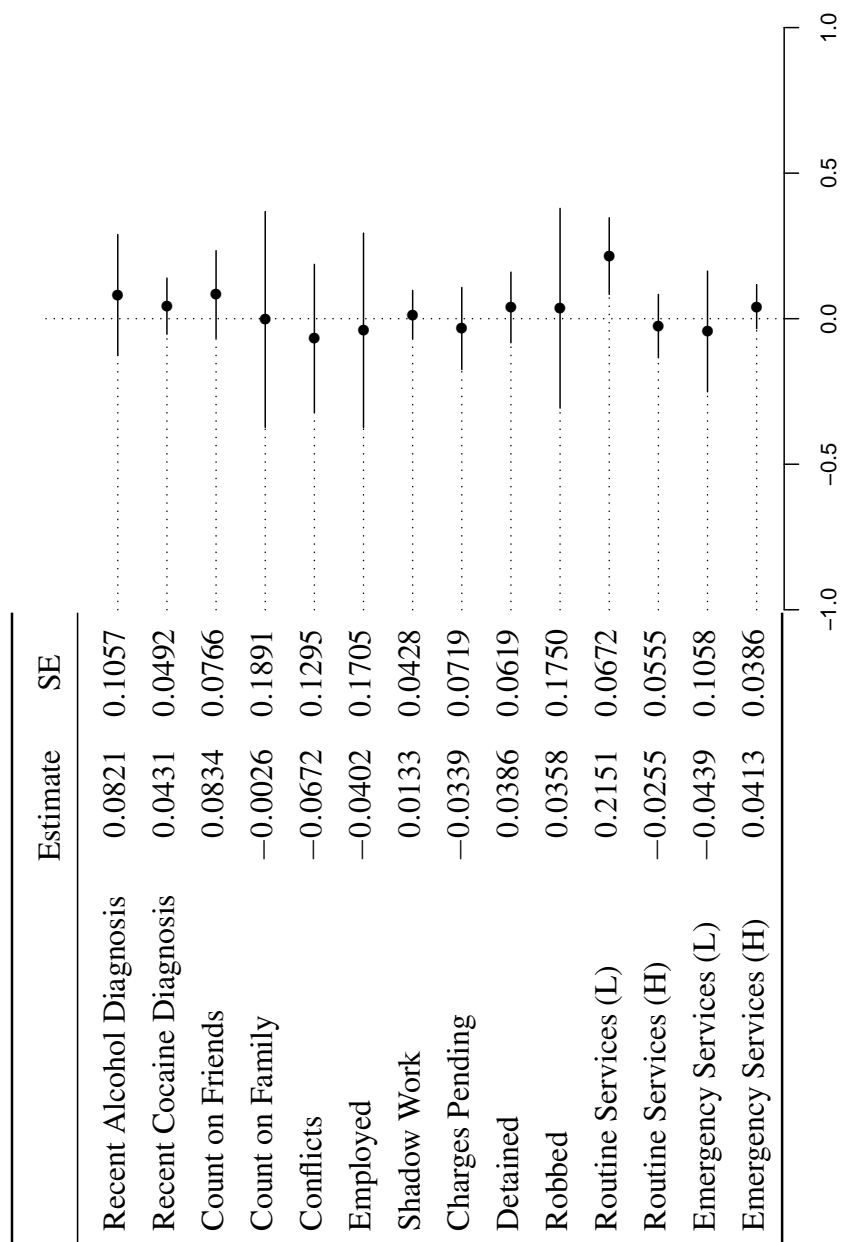 Estimate SE
Recent Alcohol Diagnosis 0.0821 0.1057
Recent Cocaine Diagnosis 0.0431 0.0492
Count on Friends 0.0834 0.0766
Count on Family −0.0026 0.1891
Conflicts −0.0672 0.1295
Employed −0.0402 0.1705
Shadow Work 0.0133 0.0428
Charges Pending −0.0339 0.0719
Detained 0.0386 0.0619
Robbed 0.0358 0.1750
Routine Services (L) 0.2151 0.0672
Routine Services (H) −0.0255 0.0555
Emergency Services (L) −0.0439 0.1058
Emergency Services (H) 0.0413 0.0386
−1.0 −0.5 0.0 0.5 1.0